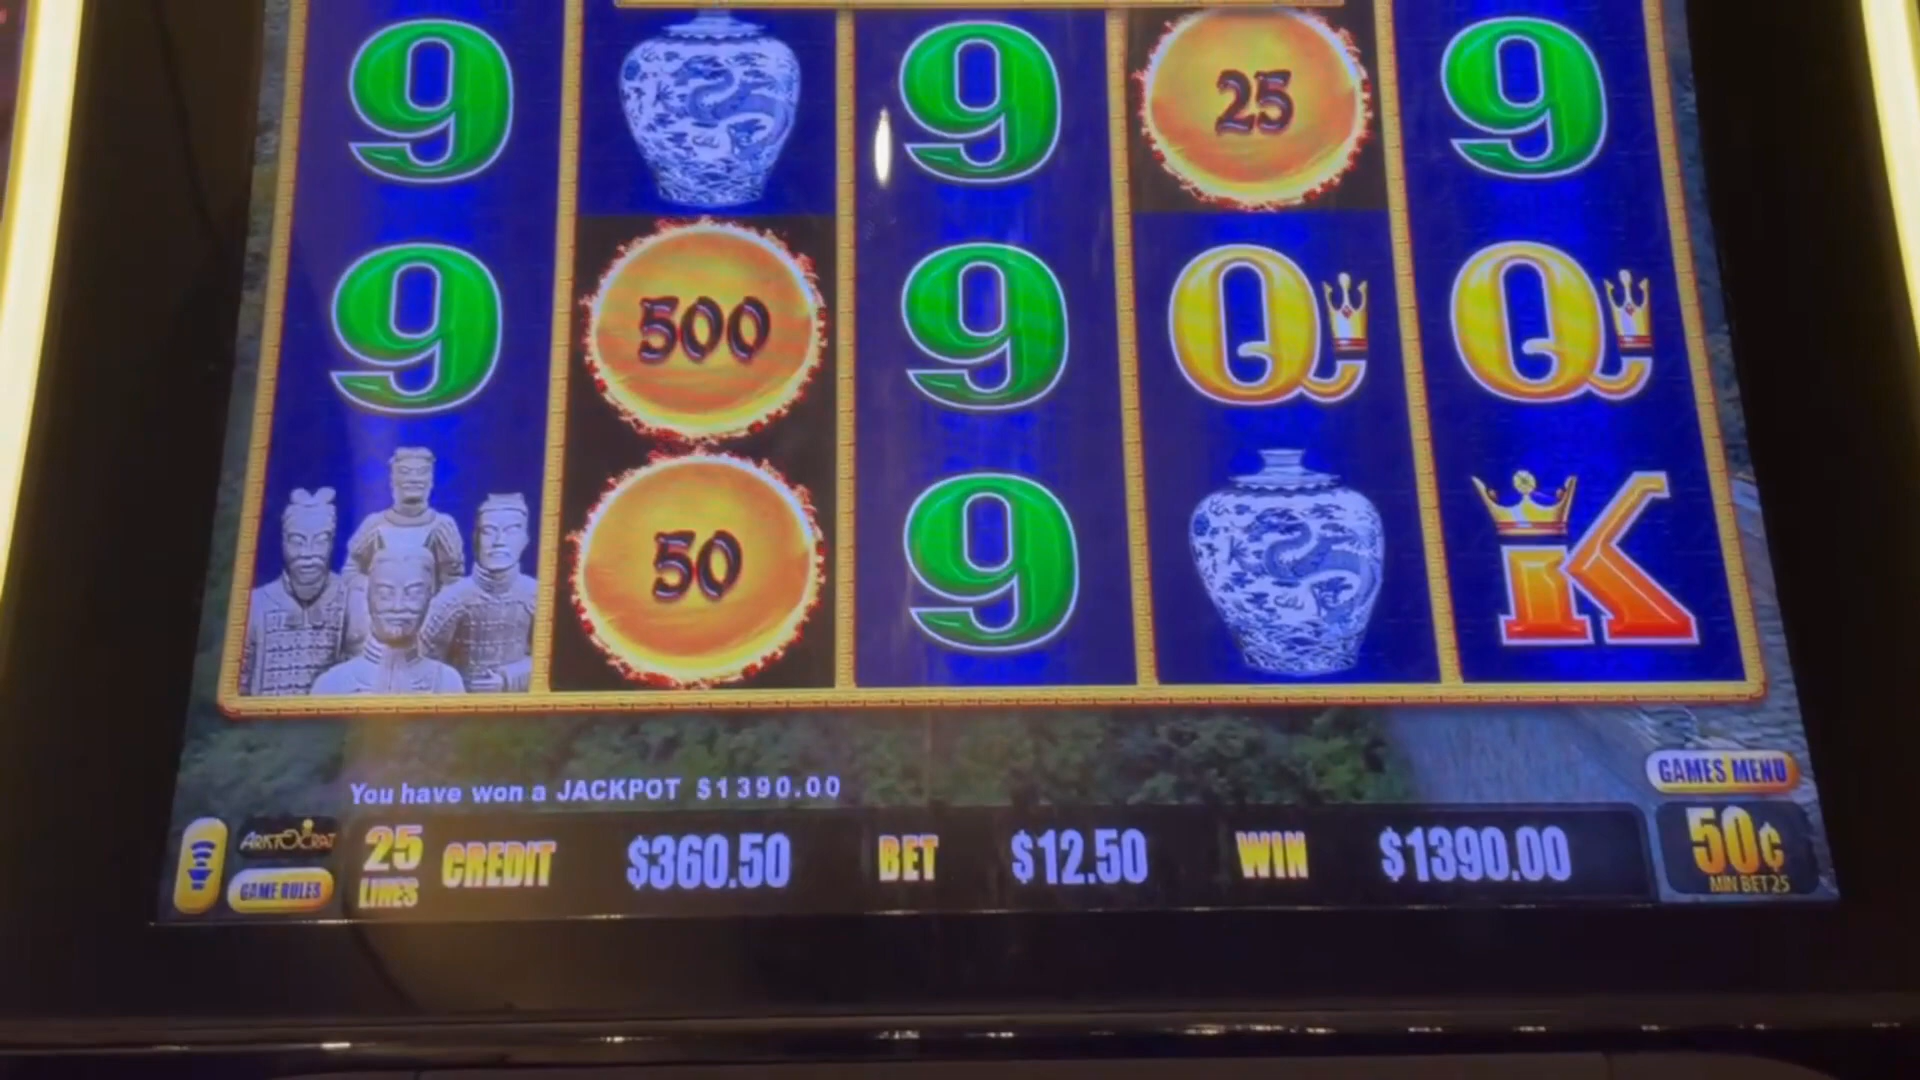 9 9 25 9
9 500 9 Q Q
50 9 K
You have won a JACKPOT $1390.00
GAMES MENU
ARISTOCRAT
GAME RULES
25 LINES CREDIT $360.50 BET $12.50 WIN $1390.00
50¢
MIN BET 25